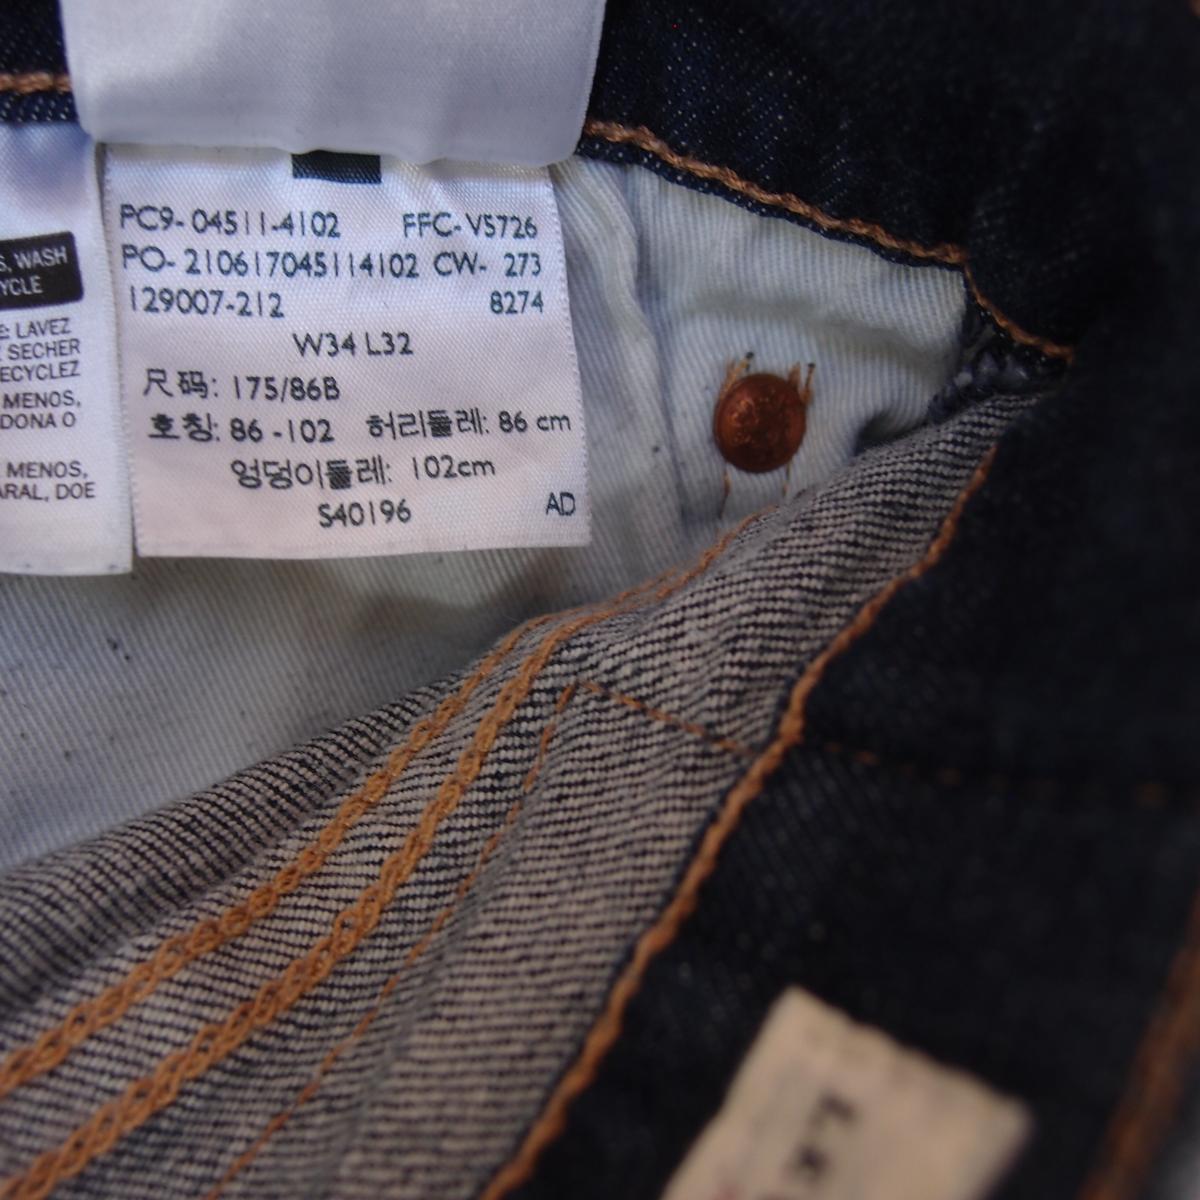 PC9- 04511-4102 FFC- V5726
PO- 210617045114102 CW- 273
129007-212 8274
W34 L32
尺码: 175/86B
호칭: 86 -102 허리둘레: 86 cm
엉덩이둘레: 102cm
S40196 AD
S, WASH
YCLE
E: LAVEZ
SECHER
ECYCLEZ
MENOS,
DONA O
MENOS,
ARAL, DOE